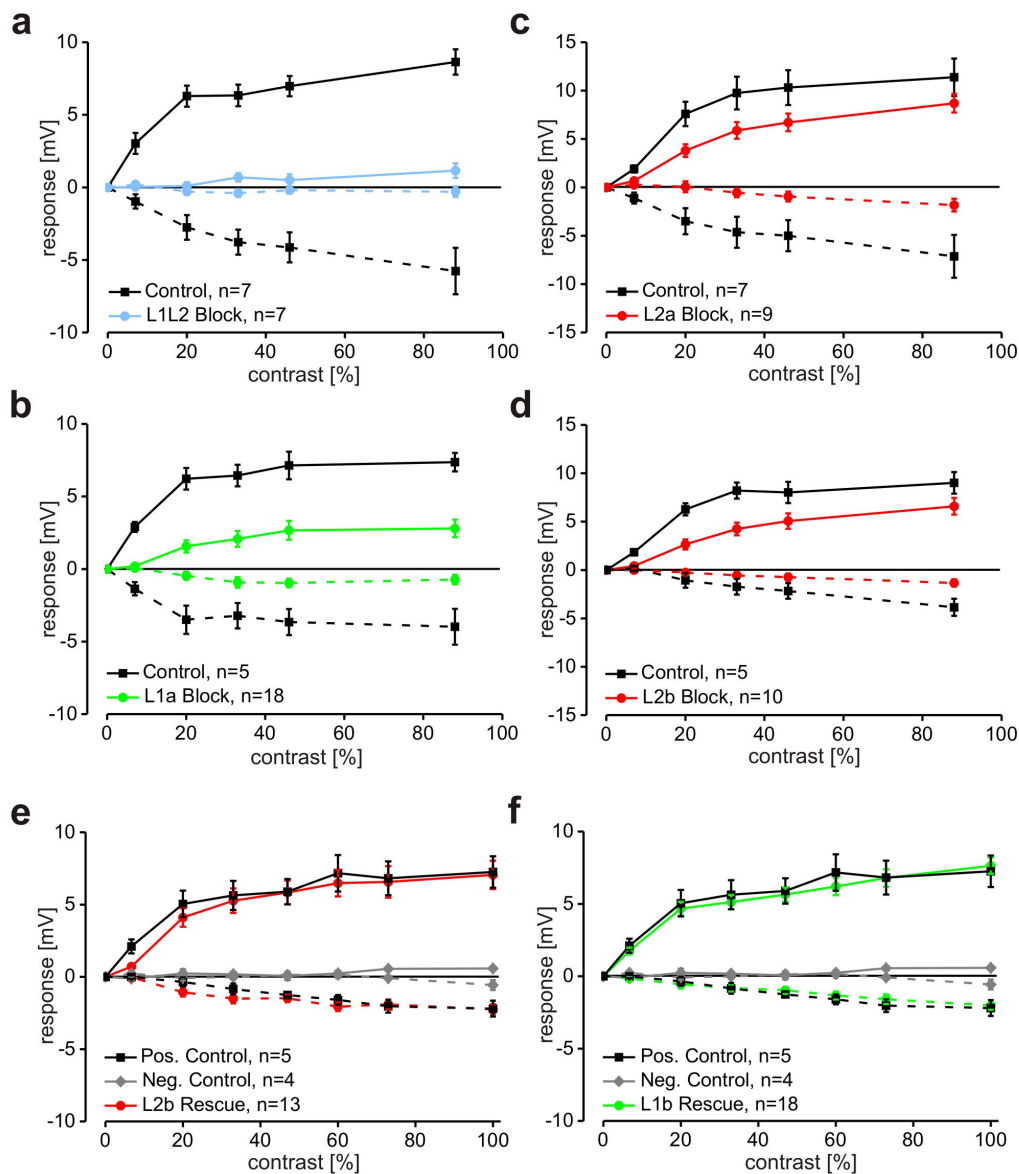 a
response [mV]
10
5
0
-5
-10
Control, n=7
L1L2 Block, n=7
0 20 40 60 80 100
contrast [%]
c
response [mV]
15
10
5
0
-5
-10
-15
Control, n=7
L2a Block, n=9
0 20 40 60 80 100
contrast [%]
b
response [mV]
10
5
0
-5
-10
Control, n=5
L1a Block, n=18
0 20 40 60 80 100
contrast [%]
d
response [mV]
15
10
5
0
-5
-10
-15
Control, n=5
L2b Block, n=10
0 20 40 60 80 100
contrast [%]
e
response [mV]
10
5
0
-5
-10
Pos. Control, n=5
Neg. Control, n=4
L2b Rescue, n=13
0 20 40 60 80 100
contrast [%]
f
response [mV]
10
5
0
-5
-10
Pos. Control, n=5
Neg. Control, n=4
L1b Rescue, n=18
0 20 40 60 80 100
contrast [%]